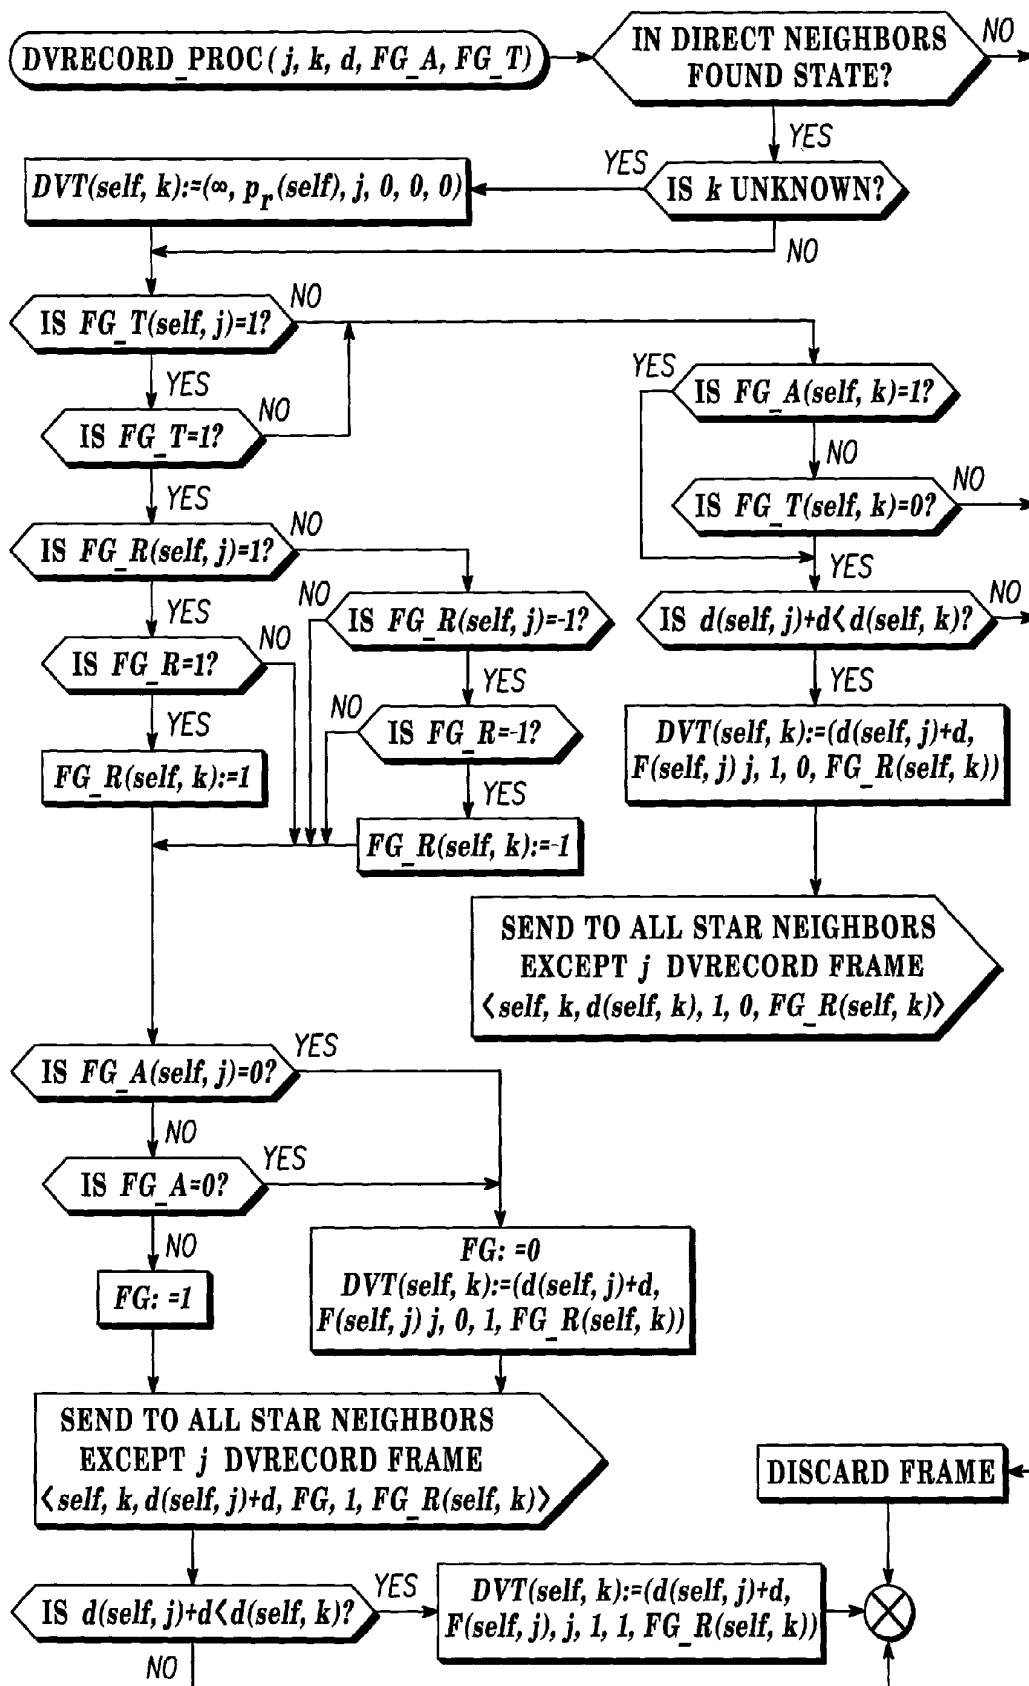 DVRECORD_PROC(j, k, d, FG_A, FG_T)
IN DIRECT NEIGHBORS
FOUND STATE?
NO
YES
IS k UNKNOWN?
YES
DVT(self, k):=(∞, p_r(self), j, 0, 0, 0)
NO
IS FG_T(self, j)=1?
NO
YES
IS FG_T=1?
NO
YES
IS FG_A(self, k)=1?
YES
NO
IS FG_T(self, k)=0?
NO
YES
IS d(self, j)+d<d(self, k)?
NO
YES
DVT(self, k):=(d(self, j)+d,
F(self, j) j, 1, 0, FG_R(self, k))
SEND TO ALL STAR NEIGHBORS
EXCEPT j DVRECORD FRAME
<self, k, d(self, k), 1, 0, FG_R(self, k)>
IS FG_R(self, j)=1?
NO
YES
IS FG_R=1?
NO
YES
FG_R(self, k):=1
IS FG_R(self, j)=-1?
NO
YES
IS FG_R=-1?
NO
YES
FG_R(self, k):=-1
IS FG_A(self, j)=0?
YES
NO
IS FG_A=0?
YES
NO
FG: =1
FG: =0
DVT(self, k):=(d(self, j)+d,
F(self, j) j, 0, 1, FG_R(self, k))
SEND TO ALL STAR NEIGHBORS
EXCEPT j DVRECORD FRAME
<self, k, d(self, j)+d, FG, 1, FG_R(self, k)>
DISCARD FRAME
IS d(self, j)+d<d(self, k)?
YES
DVT(self, k):=(d(self, j)+d,
F(self, j), j, 1, 1, FG_R(self, k))
NO